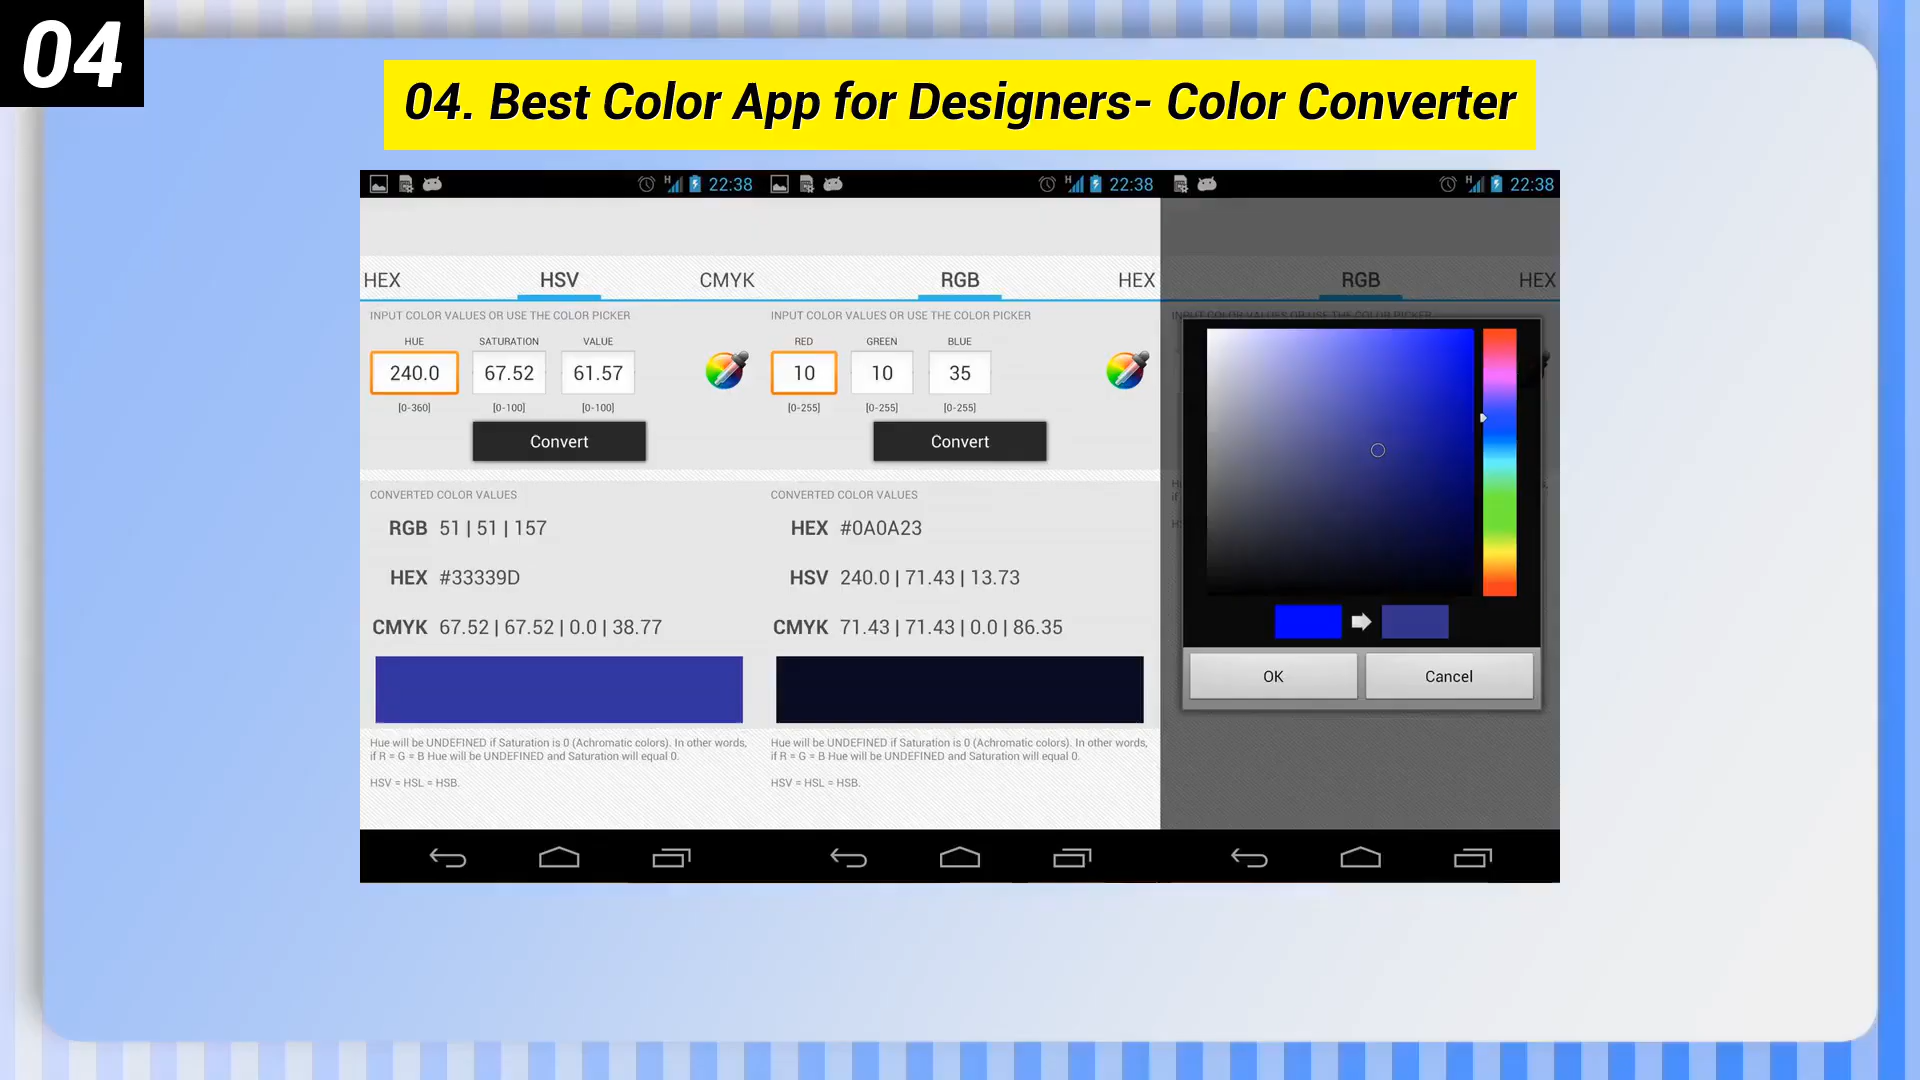 04
04. Best Color App for Designers- Color Converter
H 22:38
HEX HSV CMYK
INPUT COLOR VALUES OR USE THE COLOR PICKER
HUE SATURATION VALUE
240.0 67.52 61.57
[0-360] [0-100] [0-100]
Convert
CONVERTED COLOR VALUES
RGB 51 | 51 | 157
HEX #33339D
CMYK 67.52 | 67.52 | 0.0 | 38.77
Hue will be UNDEFINED if Saturation is 0 (Achromatic colors). In other words,
if R = G = B Hue will be UNDEFINED and Saturation will equal 0.
HSV = HSL = HSB.
H 22:38
RGB HEX
INPUT COLOR VALUES OR USE THE COLOR PICKER
RED GREEN BLUE
10 10 35
[0-255] [0-255] [0-255]
Convert
CONVERTED COLOR VALUES
HEX #0A0A23
HSV 240.0 | 71.43 | 13.73
CMYK 71.43 | 71.43 | 0.0 | 86.35
Hue will be UNDEFINED if Saturation is 0 (Achromatic colors). In other words,
if R = G = B Hue will be UNDEFINED and Saturation will equal 0.
HSV = HSL = HSB.
H 22:38
RGB HEX
INPUT COLOR VALUES OR USE THE COLOR PICKER
OK Cancel